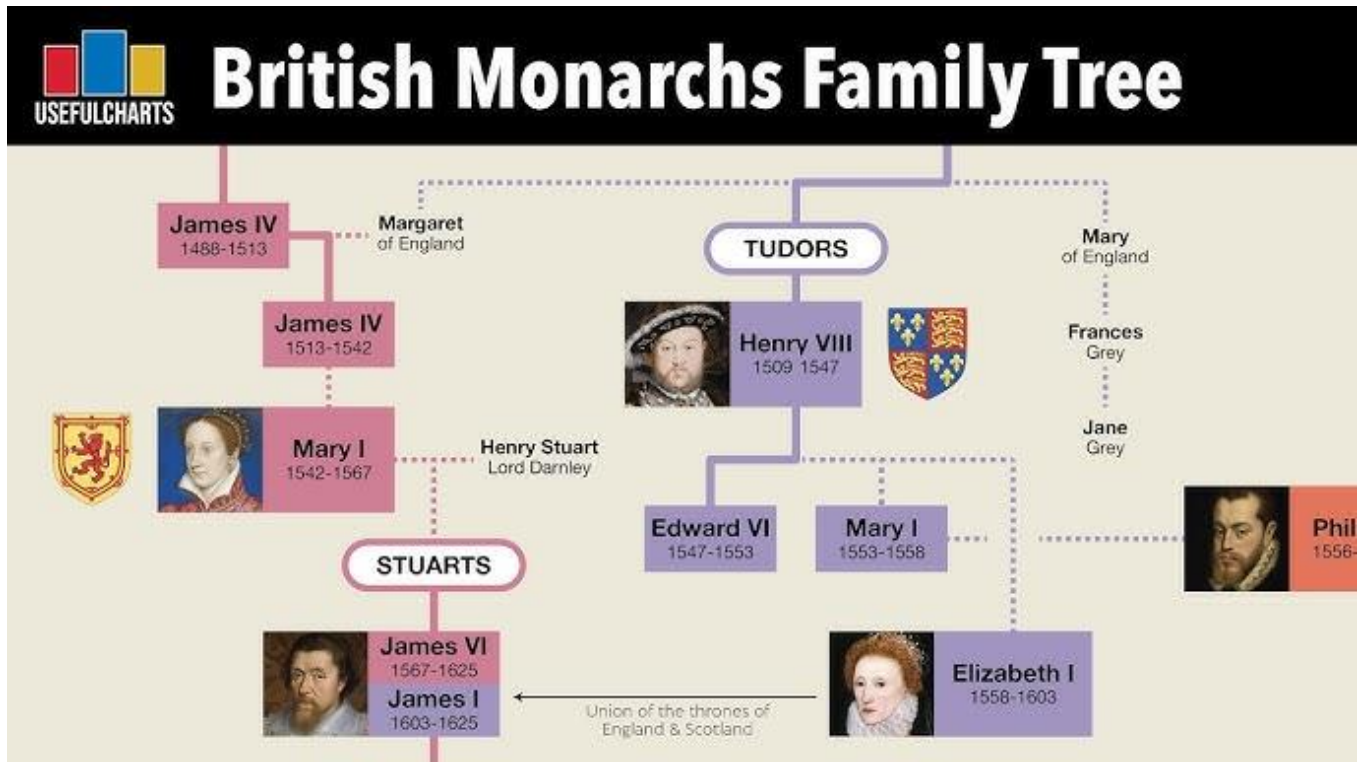 USEFULCHARTS
British Monarchs Family Tree
James IV
1488-1513
Margaret
of England
TUDORS
Mary
of England
James IV
1513-1542
Henry VIII
1509 1547
Frances
Grey
Mary I
1542-1567
Henry Stuart
Lord Darnley
Jane
Grey
Edward VI
1547-1553
Mary I
1553-1558
Phil
1556-
STUARTS
James VI
1567-1625
James I
1603-1625
Union of the thrones of
England & Scotland
Elizabeth I
1558-1603